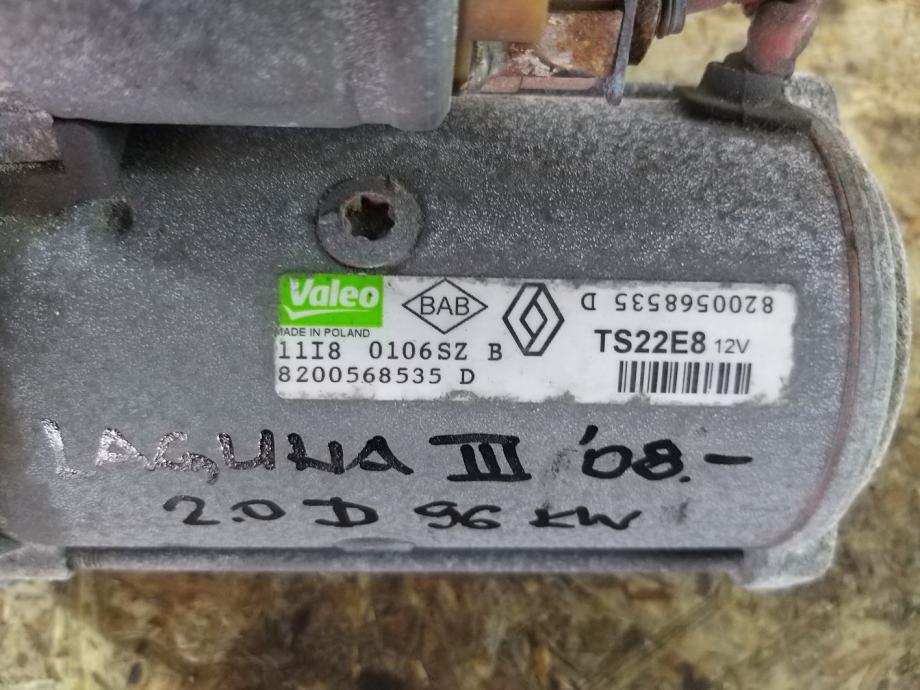 Valeo
BAB
8200568535 D
MADE IN POLAND
TS22E8 12V
11I8 0106SZ B
8200568535 D
LAGUNA III '08.-
2.0 D 96 KW